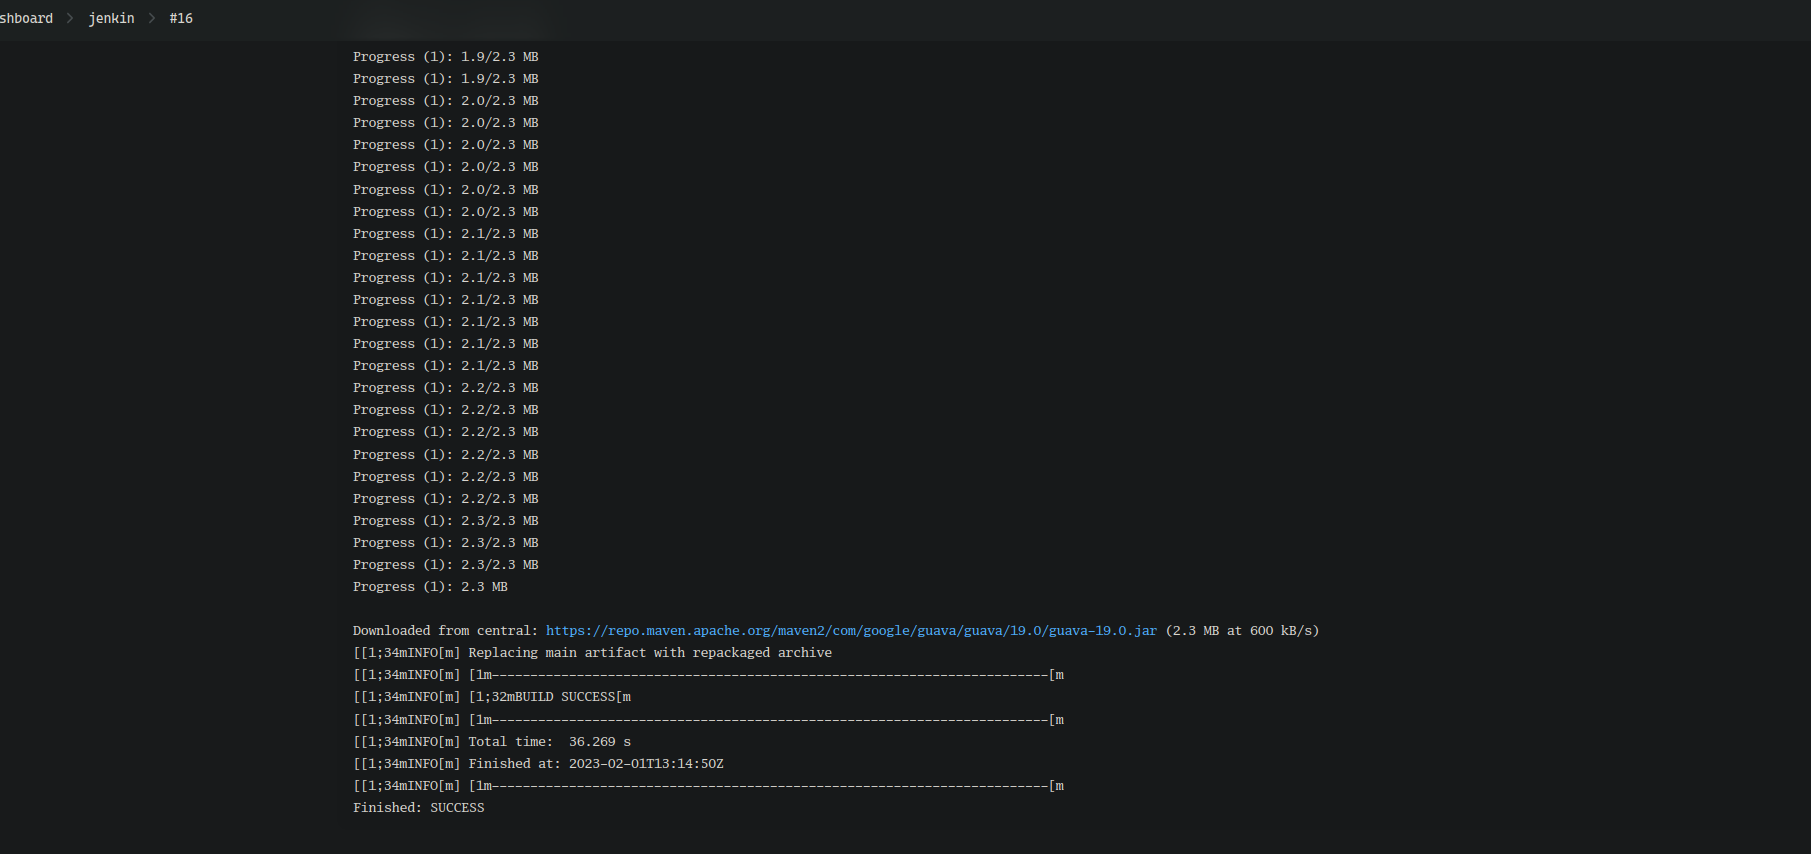 shboard > jenkin > #16
Progress (1): 1.9/2.3 MB
Progress (1): 1.9/2.3 MB
Progress (1): 2.0/2.3 MB
Progress (1): 2.0/2.3 MB
Progress (1): 2.0/2.3 MB
Progress (1): 2.0/2.3 MB
Progress (1): 2.0/2.3 MB
Progress (1): 2.0/2.3 MB
Progress (1): 2.1/2.3 MB
Progress (1): 2.1/2.3 MB
Progress (1): 2.1/2.3 MB
Progress (1): 2.1/2.3 MB
Progress (1): 2.1/2.3 MB
Progress (1): 2.1/2.3 MB
Progress (1): 2.1/2.3 MB
Progress (1): 2.2/2.3 MB
Progress (1): 2.2/2.3 MB
Progress (1): 2.2/2.3 MB
Progress (1): 2.2/2.3 MB
Progress (1): 2.2/2.3 MB
Progress (1): 2.2/2.3 MB
Progress (1): 2.3/2.3 MB
Progress (1): 2.3/2.3 MB
Progress (1): 2.3/2.3 MB
Progress (1): 2.3 MB
Downloaded from central: https://repo.maven.apache.org/maven2/com/google/guava/guava/19.0/guava-19.0.jar (2.3 MB at 600 kB/s)
[[1;34mINFO[m] Replacing main artifact with repackaged archive
[[1;34mINFO[m] [1m------------------------------------------------------------------------[m
[[1;34mINFO[m] [1;32mBUILD SUCCESS[m
[[1;34mINFO[m] [1m------------------------------------------------------------------------[m
[[1;34mINFO[m] Total time:  36.269 s
[[1;34mINFO[m] Finished at: 2023-02-01T13:14:50Z
[[1;34mINFO[m] [1m------------------------------------------------------------------------[m
Finished: SUCCESS